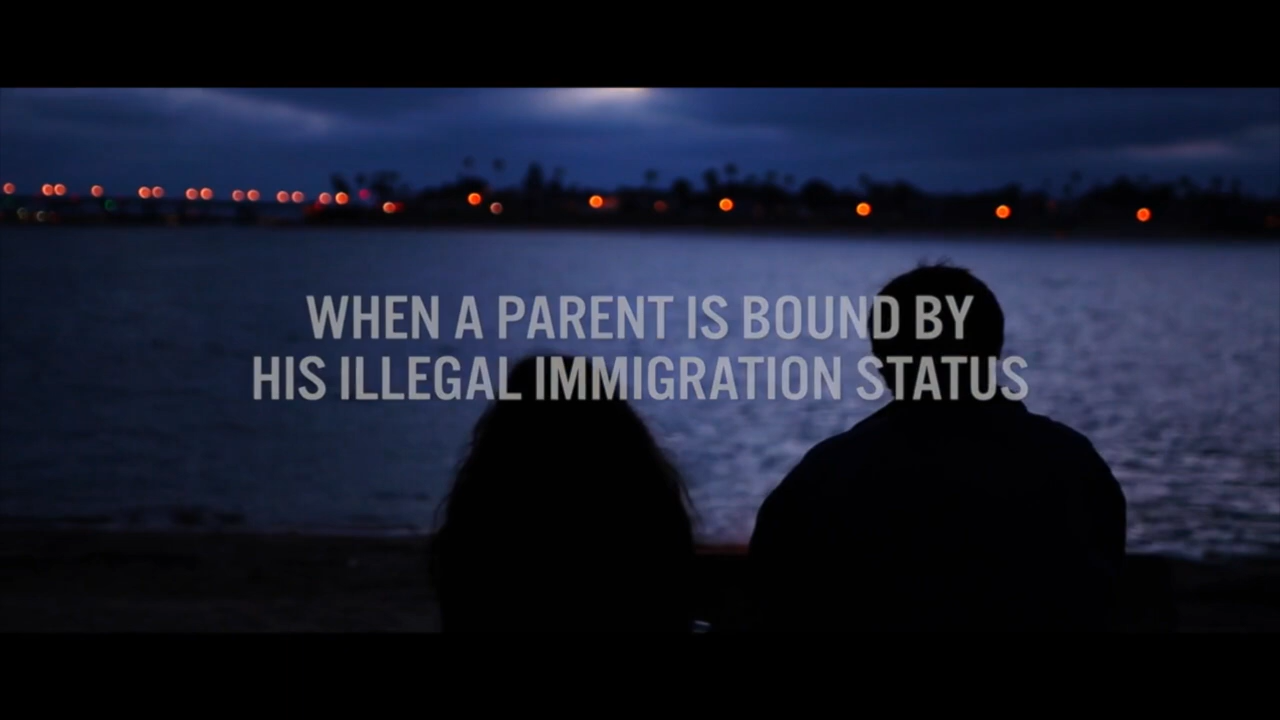 WHEN A PARENT IS BOUND BY
HIS ILLEGAL IMMIGRATION STATUS